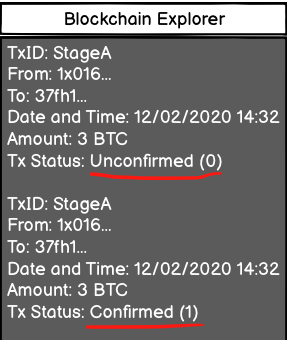 Blockchain Explorer
TxID: StageA
From: 1x016...
To: 37fh1...
Date and Time: 12/02/2020 14:32
Amount: 3 BTC
Tx Status: Unconfirmed (0)
TxID: StageA
From: 1x016...
To: 37fh1...
Date and Time: 12/02/2020 14:32
Amount: 3 BTC
Tx Status: Confirmed (1)